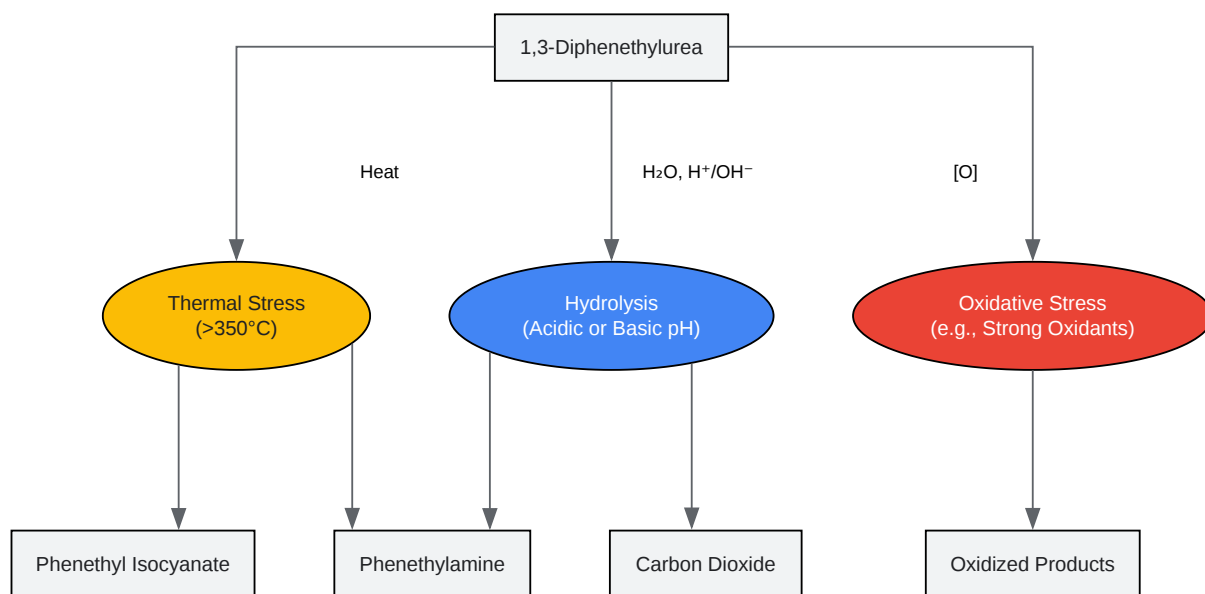 1,3-Diphenethylurea
Heat
H₂O, H⁺/OH⁻
[O]
Thermal Stress
(>350°C)
Hydrolysis
(Acidic or Basic pH)
Oxidative Stress
(e.g., Strong Oxidants)
Phenethyl Isocyanate
Phenethylamine
Carbon Dioxide
Oxidized Products